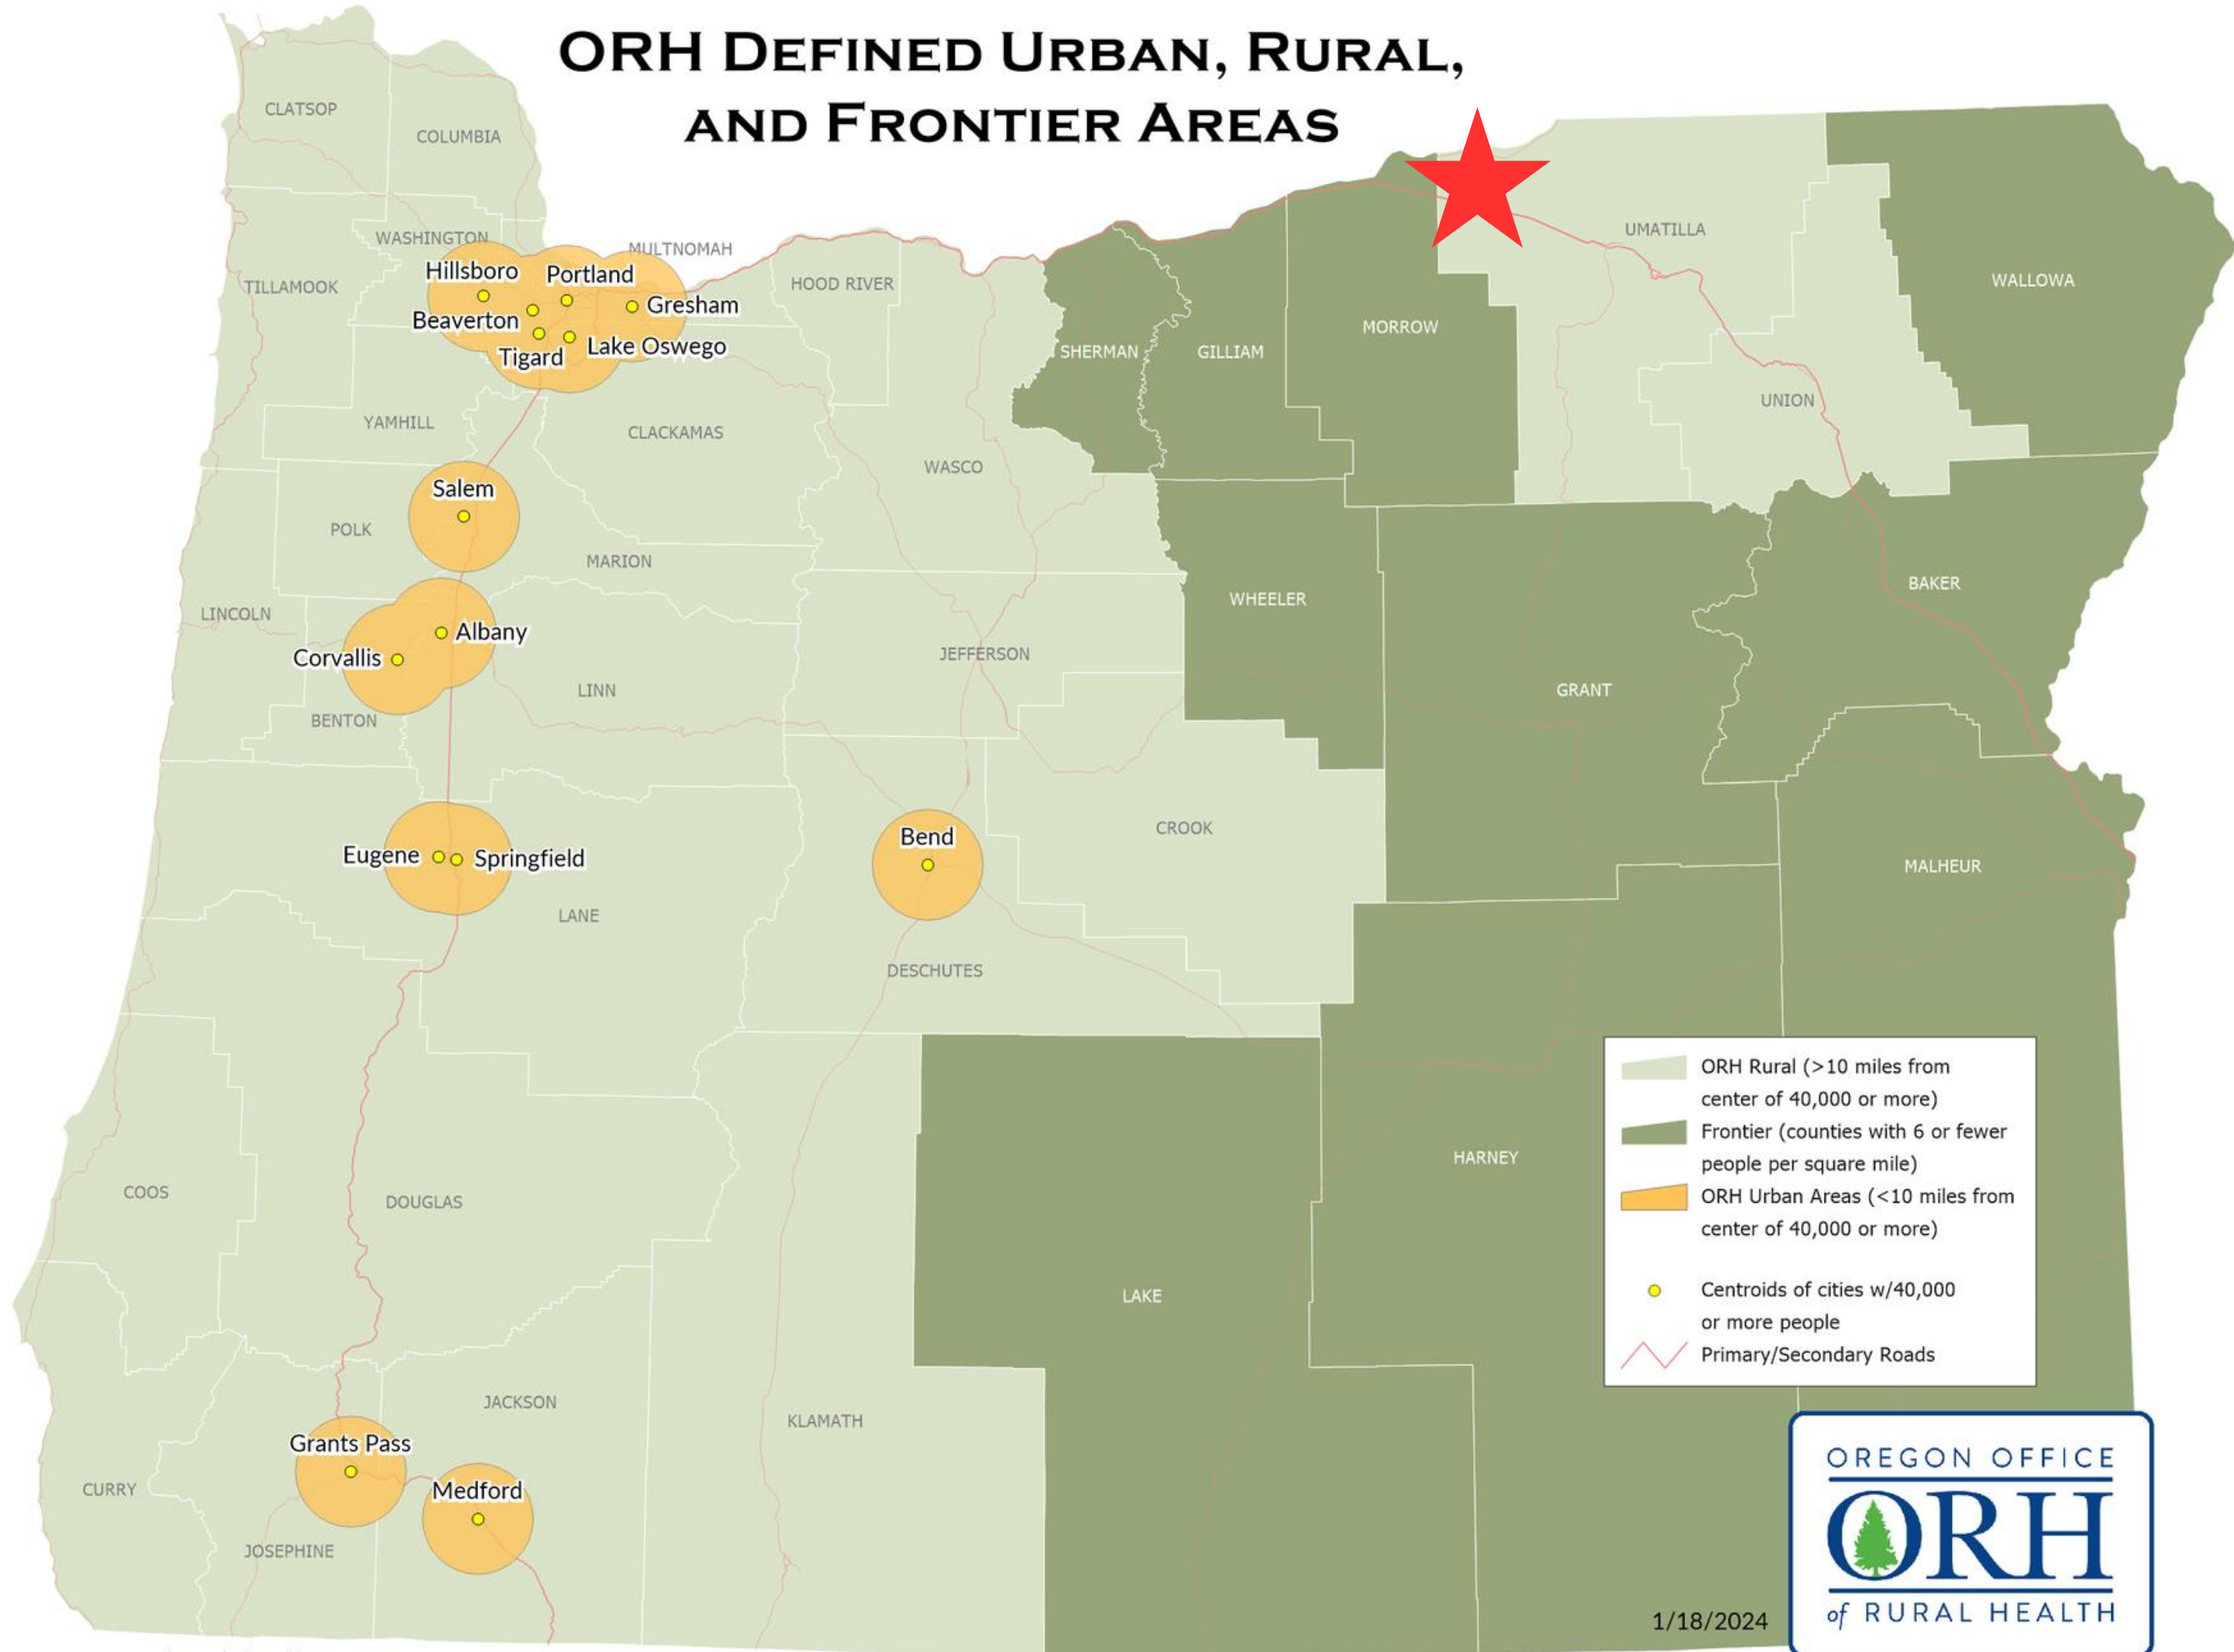 ORH DEFINED URBAN, RURAL,
AND FRONTIER AREAS
CLATSOP
COLUMBIA
WASHINGTON
MULTNOMAH
TILLAMOOK
Hillsboro
Portland
HOOD RIVER
Gresham
Beaverton
Tigard
Lake Oswego
UMATILLA
WALLOWA
MORROW
SHERMAN
GILLIAM
UNION
YAMHILL
CLACKAMAS
WASCO
Salem
POLK
MARION
WHEELER
BAKER
LINCOLN
Albany
Corvallis
JEFFERSON
LINN
GRANT
BENTON
Bend
CROOK
Eugene
Springfield
MALHEUR
LANE
DESCHUTES
ORH Rural (>10 miles from
center of 40,000 or more)
Frontier (counties with 6 or fewer
people per square mile)
ORH Urban Areas (<10 miles from
center of 40,000 or more)
Centroids of cities w/40,000
or more people
Primary/Secondary Roads
HARNEY
COOS
DOUGLAS
LAKE
JACKSON
KLAMATH
Grants Pass
CURRY
Medford
JOSEPHINE
OREGON OFFICE
ORH
of RURAL HEALTH
1/18/2024